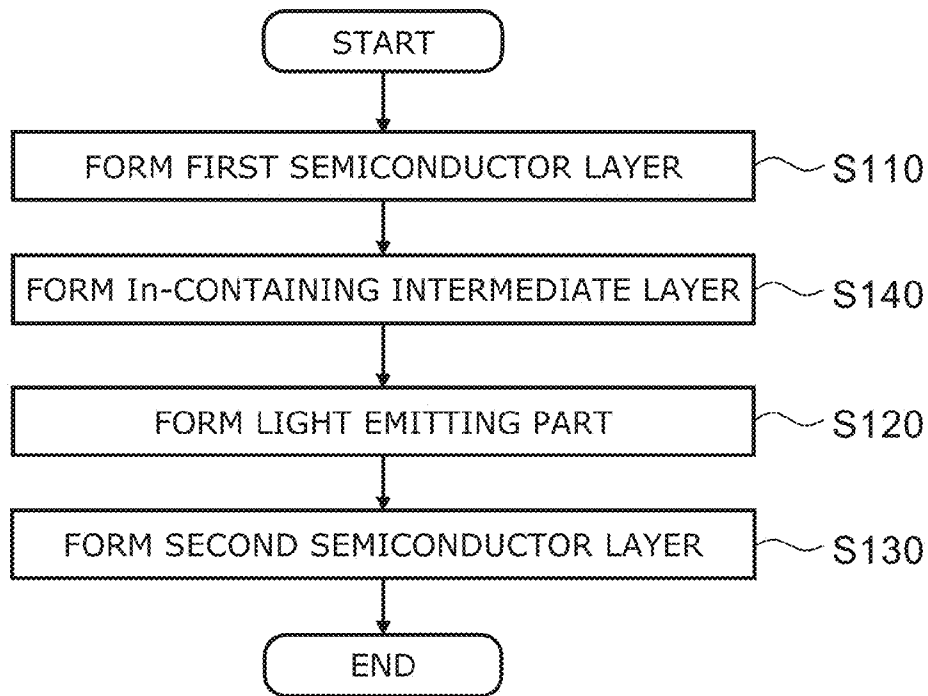 START
FORM FIRST SEMICONDUCTOR LAYER
S110
FORM In-CONTAINING INTERMEDIATE LAYER
S140
FORM LIGHT EMITTING PART
S120
FORM SECOND SEMICONDUCTOR LAYER
S130
END